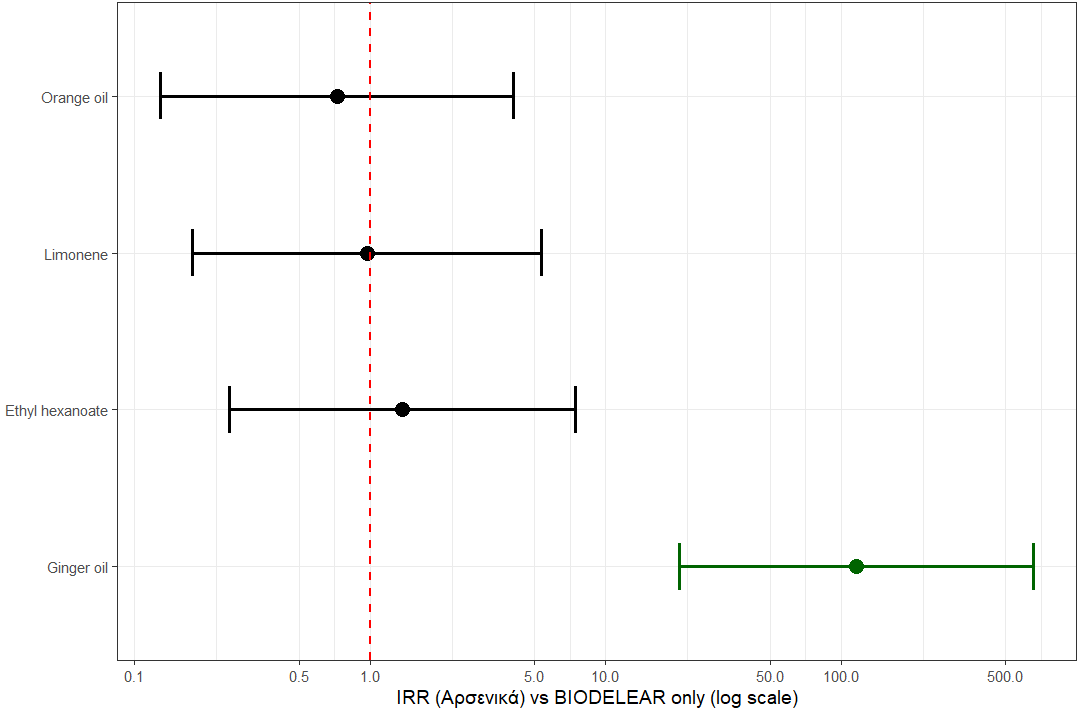 Orange oil
Limonene
Ethyl hexanoate
Ginger oil
0.1 0.5 1.0 5.0 10.0 50.0 100.0 500.0
IRR (Αρσενικά) vs BIODELEAR only (log scale)